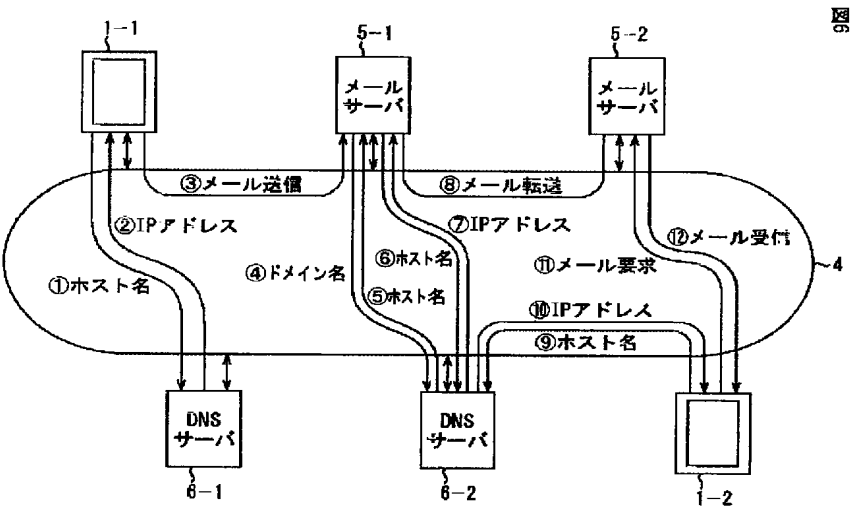 図6
1-1
5-1
5-2
メール
サーバ
メール
サーバ
③メール送信
⑧メール転送
②IPアドレス
⑦IPアドレス
⑫メール受信
①ホスト名
④ドメイン名
⑥ホスト名
⑪メール要求
4
⑤ホスト名
⑩IPアドレス
⑨ホスト名
DNS
サーバ
DNS
サーバ
6-1
6-2
1-2